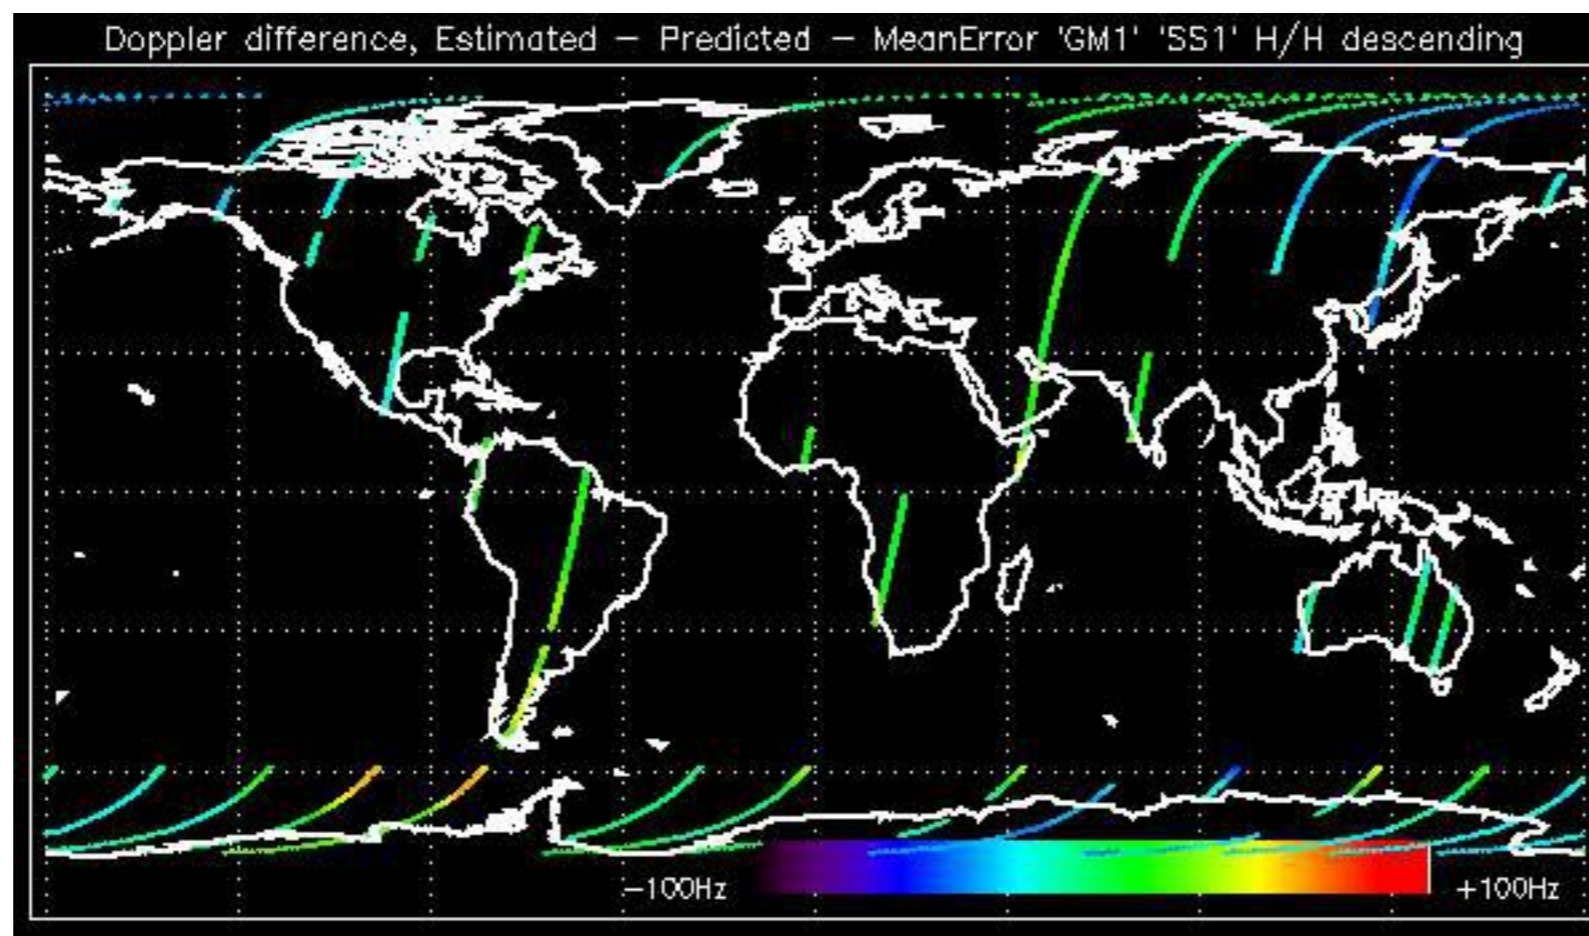 Doppler difference, Estimated – Predicted – MeanError 'GM1' 'SS1' H/H descending
−100Hz
+100Hz